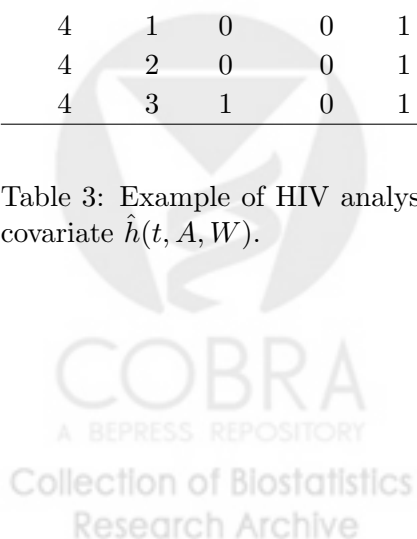 4 1 0 0 1
4 2 0 0 1
4 3 1 0 1
Table 3: Example of HIV analys
covariate ĥ(t, A, W).
COBRA
A BEPRESS REPOSITORY
Collection of Biostatistics
Research Archive